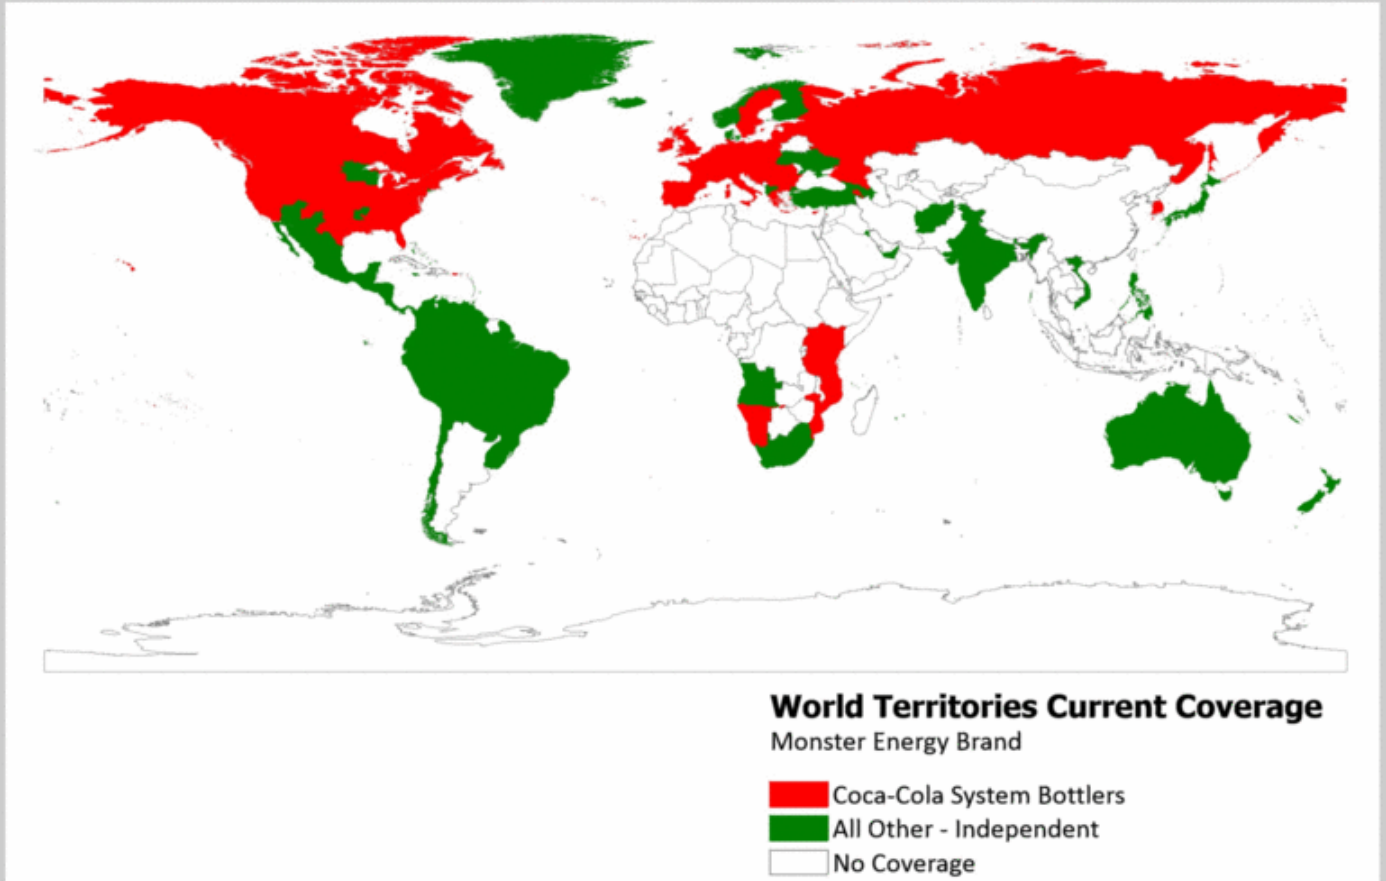 World Territories Current Coverage
Monster Energy Brand
Coca-Cola System Bottlers
All Other - Independent
No Coverage